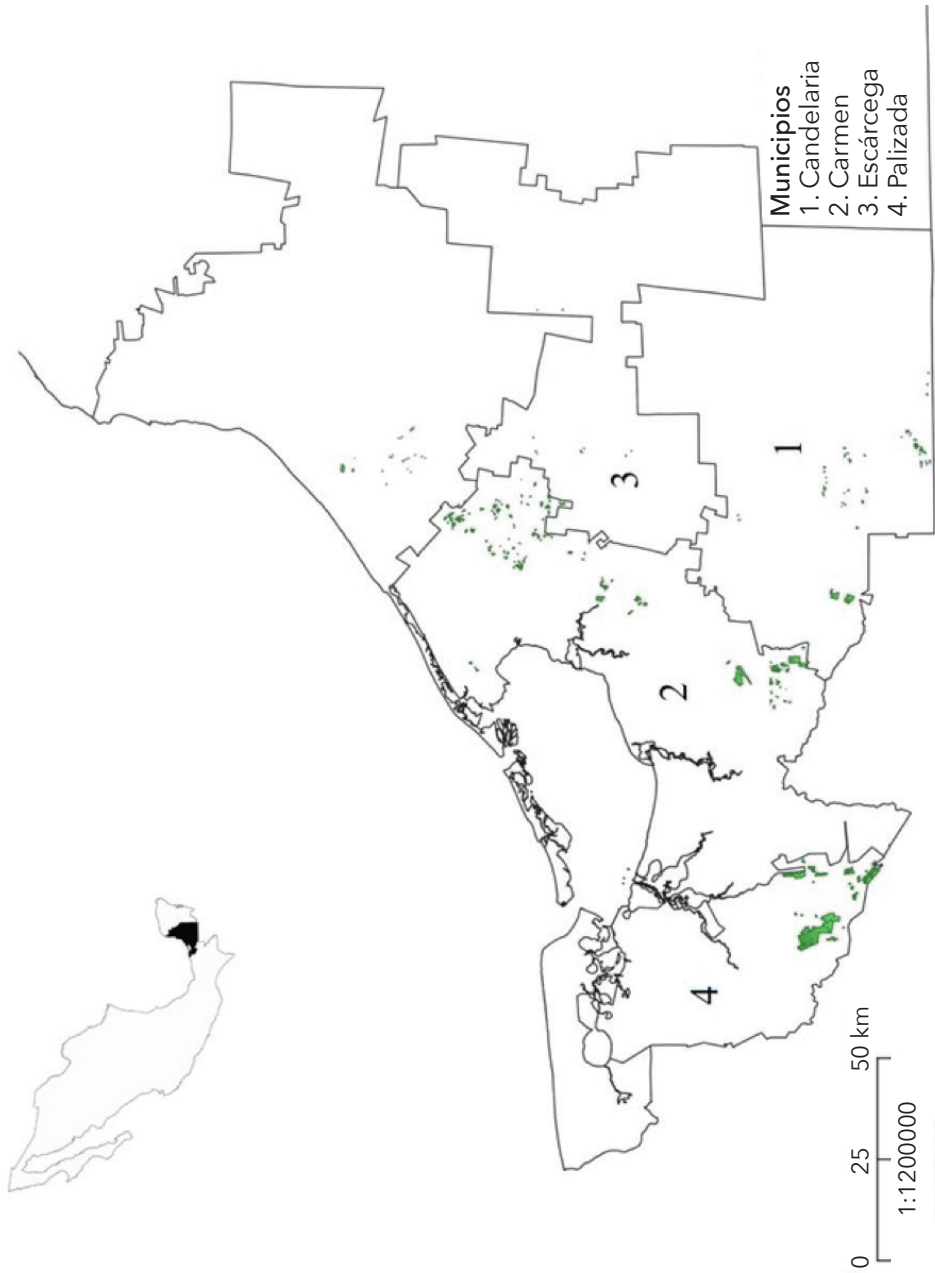 Municipios
1. Candelaria
2. Carmen
3. Escárcega
4. Palizada
1
2
3
4
0 25 50 km
1:1200000